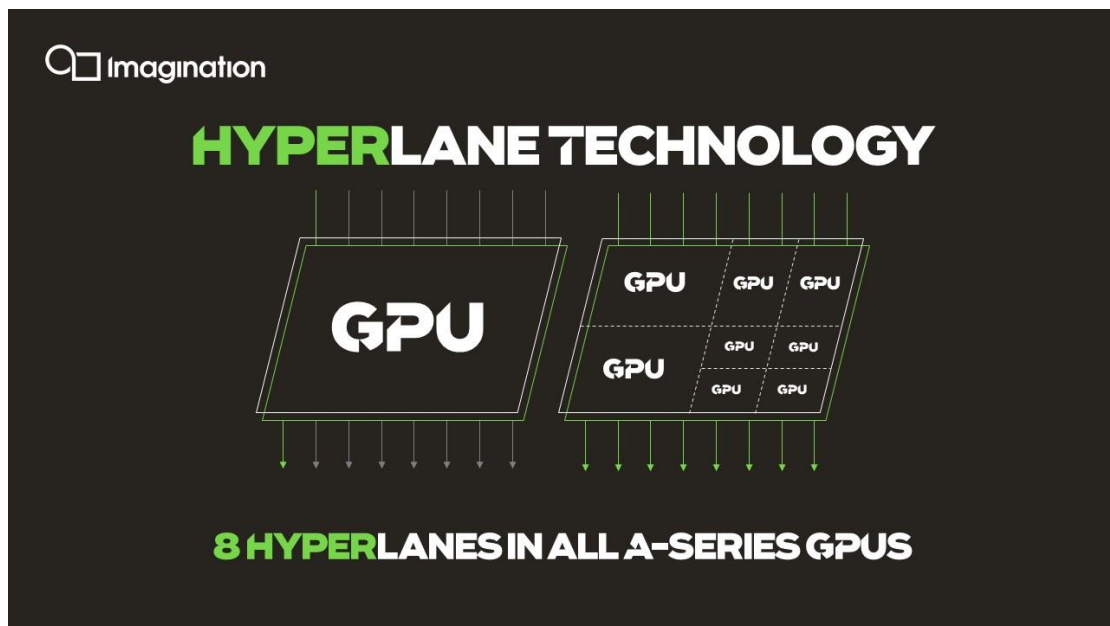 Imagination
HYPERLANE TECHNOLOGY
GPU
GPU GPU GPU
GPU GPU
GPU
GPU GPU
8 HYPERLANES IN ALL A-SERIES GPUS